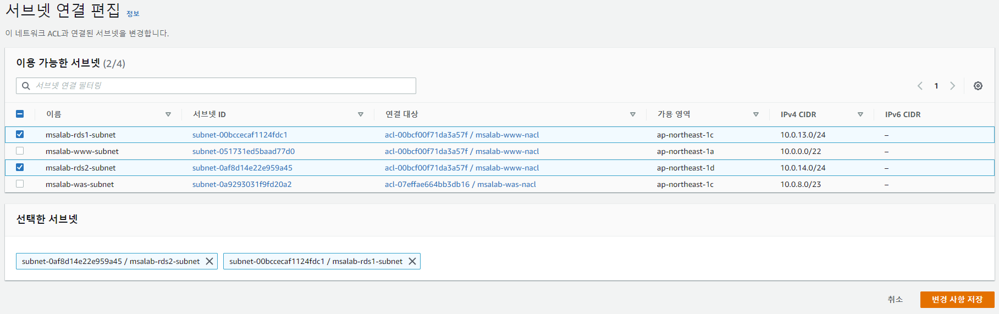 서브넷 연결 편집 정보
이 네트워크 ACL과 연결된 서브넷을 변경합니다.
이용 가능한 서브넷 (2/4)
서브넷 연결 필터링
1
이름 서브넷 ID 연결 대상 가용 영역 IPv4 CIDR IPv6 CIDR
msalab-rds1-subnet subnet-00bccecaf1124fdc1 acl-00bcf00f71da3a57f / msalab-www-nacl ap-northeast-1c 10.0.13.0/24 –
msalab-www-subnet subnet-051731ed5baad77d0 acl-00bcf00f71da3a57f / msalab-www-nacl ap-northeast-1a 10.0.0.0/22 –
msalab-rds2-subnet subnet-0af8d14e22e959a45 acl-00bcf00f71da3a57f / msalab-www-nacl ap-northeast-1d 10.0.14.0/24 –
msalab-was-subnet subnet-0a9293031f9fd20a2 acl-07effae664bb3db16 / msalab-was-nacl ap-northeast-1c 10.0.8.0/23 –
선택한 서브넷
subnet-0af8d14e22e959a45 / msalab-rds2-subnet subnet-00bccecaf1124fdc1 / msalab-rds1-subnet
취소 변경 사항 저장